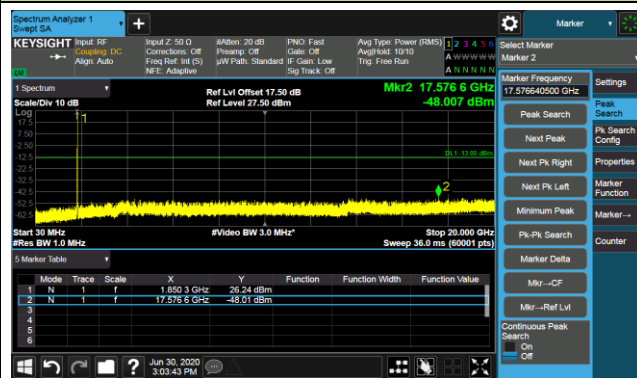 Spectrum Analyzer 1
Swept SA
+
Marker
KEYSIGHT
Input: RF
Coupling: DC
Align: Auto
Input Z: 50 Ω
Corrections: Off
Freq Ref: Int (S)
NFE: Adaptive
#Atten: 20 dB
Preamp: Off
µW Path: Standard
PNO: Fast
Gate: Off
IF Gain: Low
Sig Track: Off
Avg Type: Power (RMS)
Avg|Hold: 10/10
Trig: Free Run
1 2 3 4 5 6
A W W W W W
A N N N N N
Select Marker
Marker 2
Marker Frequency
17.576640500 GHz
Settings
Peak Search
Next Peak
Next Pk Right
Next Pk Left
Minimum Peak
Pk-Pk Search
Marker Delta
Mkr→CF
Mkr→Ref Lvl
Continuous Peak
Search
On
Off
Peak
Search
Pk Search
Config
Properties
Marker
Function
Marker→
Counter
1 Spectrum
Scale/Div 10 dB
Ref Lvl Offset 17.50 dB
Ref Level 27.50 dBm
Mkr2 17.576 6 GHz
-48.007 dBm
Log
17.5
7.50
-2.50
-12.5
-22.5
-32.5
-42.5
-52.5
-62.5
1
DL1 -13.00 dBm
2
Start 30 MHz
#Res BW 1.0 MHz
#Video BW 3.0 MHz*
Stop 20.000 GHz
Sweep 36.0 ms (60001 pts)
5 Marker Table
Mode Trace Scale X Y Function Function Width Function Value
1 N 1 f 1.850 3 GHz 26.24 dBm
2 N 1 f 17.576 6 GHz -48.01 dBm
3
4
5
6
?
Jun 30, 2020
3:03:43 PM